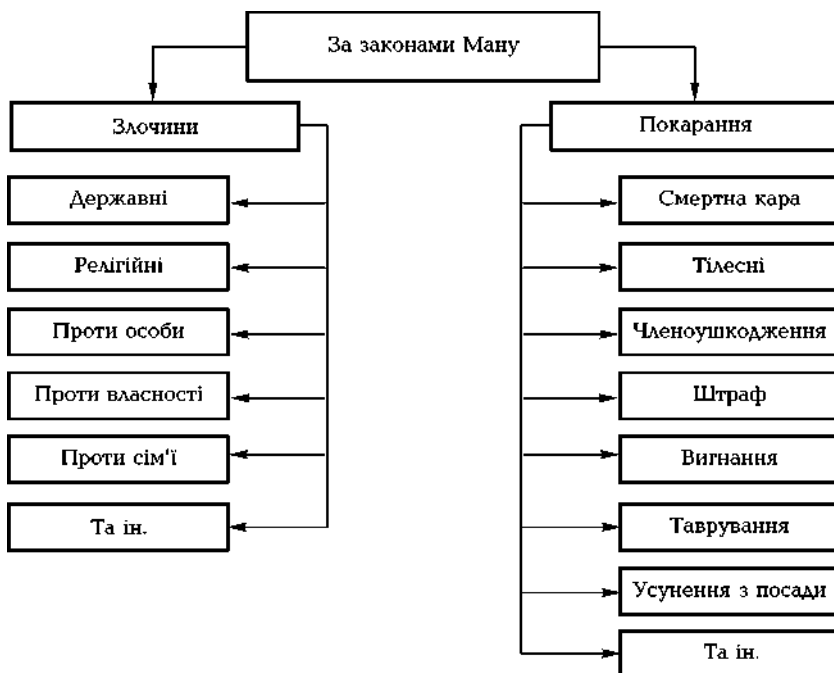 За законами Ману
Злочини
Державні
Релігійні
Проти особи
Проти власності
Проти сім'ї
Та ін.
Покарання
Смертна кара
Тілесні
Членоушкодження
Штраф
Вигнання
Таврування
Усунення з посади
Та ін.